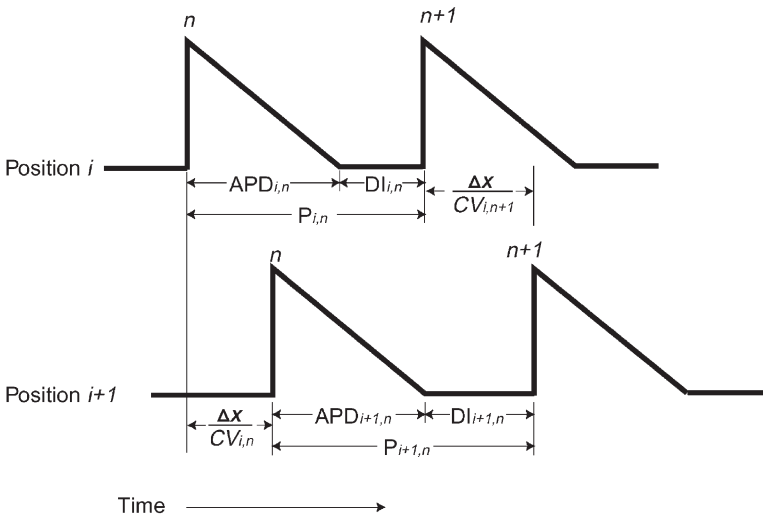 n n+1
Position i
APDi,n DIi,n Δx
CVi,n+1
Pi,n
n n+1
Position i+1
Δx APDi+1,n DIi+1,n
CVi,n
Pi+1,n
Time